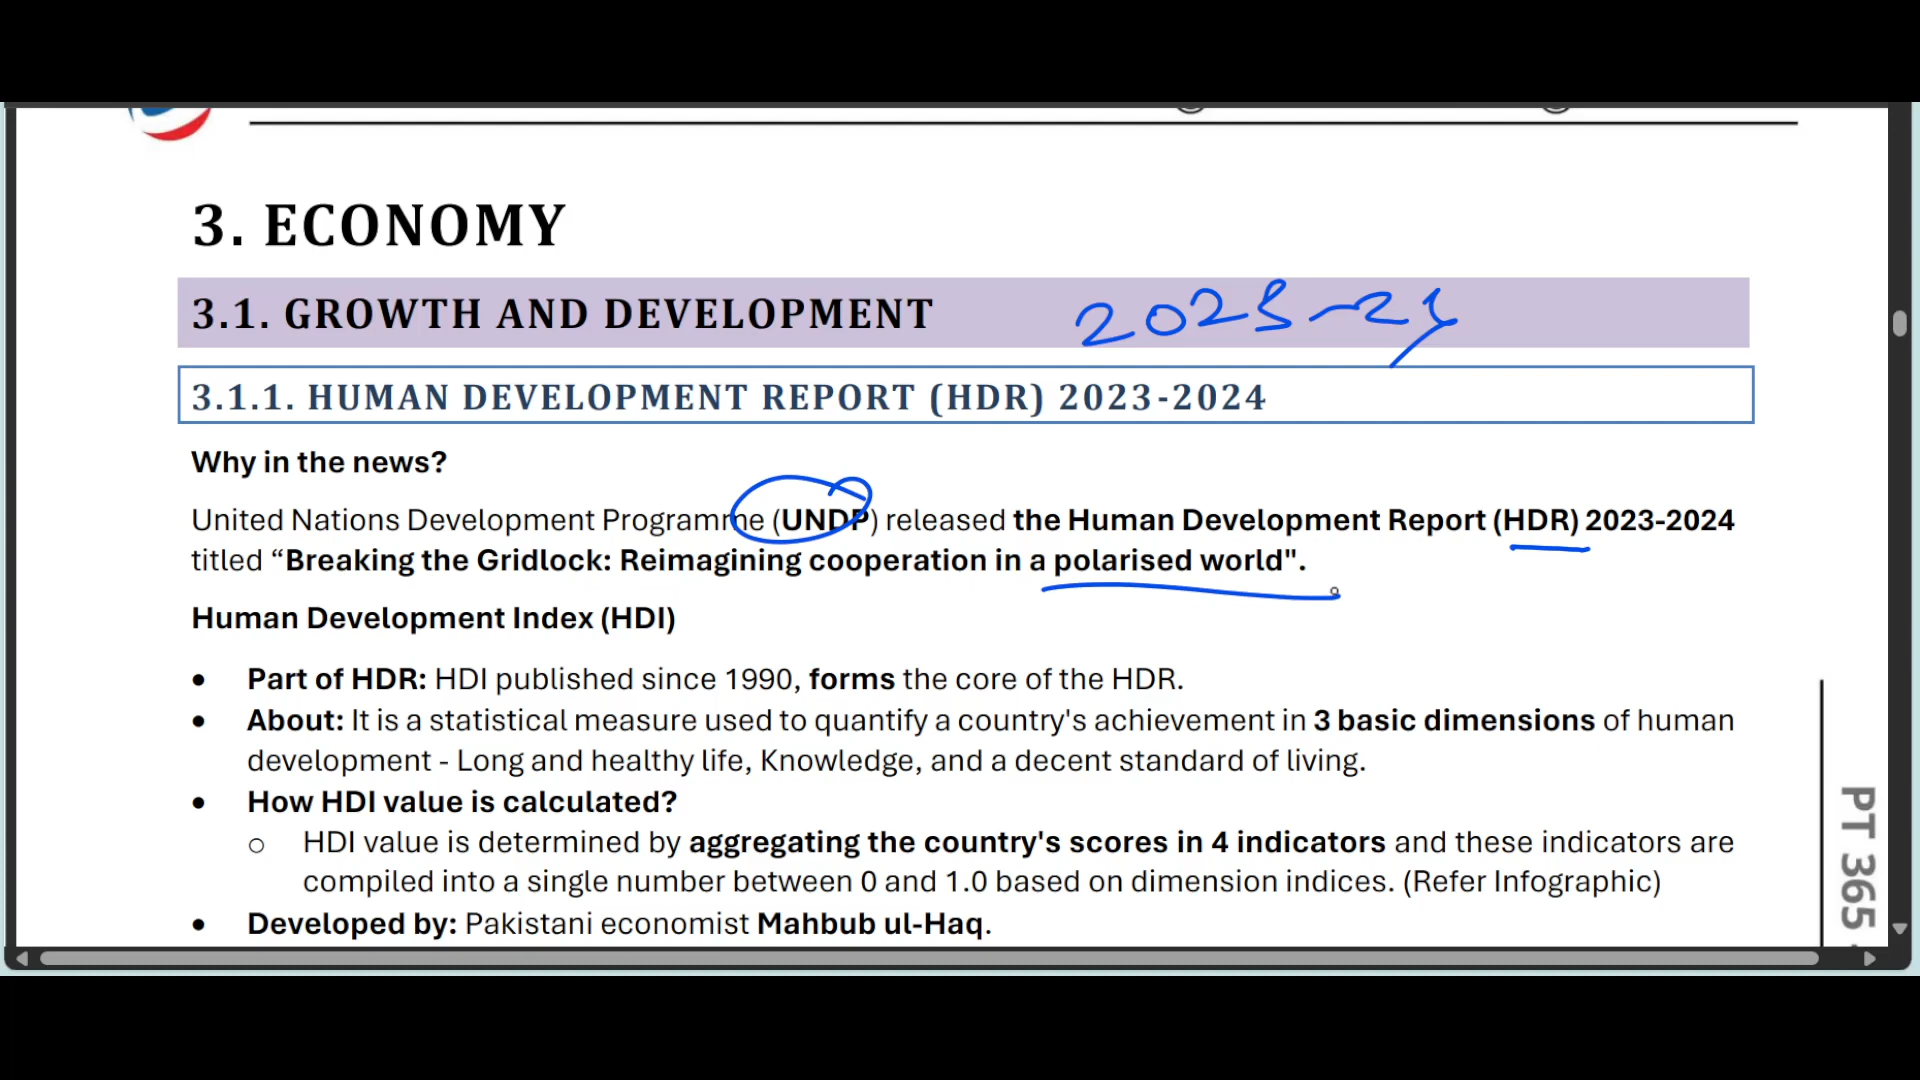 3. ECONOMY
3.1. GROWTH AND DEVELOPMENT 2023-24
3.1.1. HUMAN DEVELOPMENT REPORT (HDR) 2023-2024
Why in the news?
United Nations Development Programme (UNDP) released the Human Development Report (HDR) 2023-2024
titled “Breaking the Gridlock: Reimagining cooperation in a polarised world".
Human Development Index (HDI)
• Part of HDR: HDI published since 1990, forms the core of the HDR.
• About: It is a statistical measure used to quantify a country's achievement in 3 basic dimensions of human
development - Long and healthy life, Knowledge, and a decent standard of living.
• How HDI value is calculated?
o HDI value is determined by aggregating the country's scores in 4 indicators and these indicators are
compiled into a single number between 0 and 1.0 based on dimension indices. (Refer Infographic)
• Developed by: Pakistani economist Mahbub ul-Haq.
PT 365